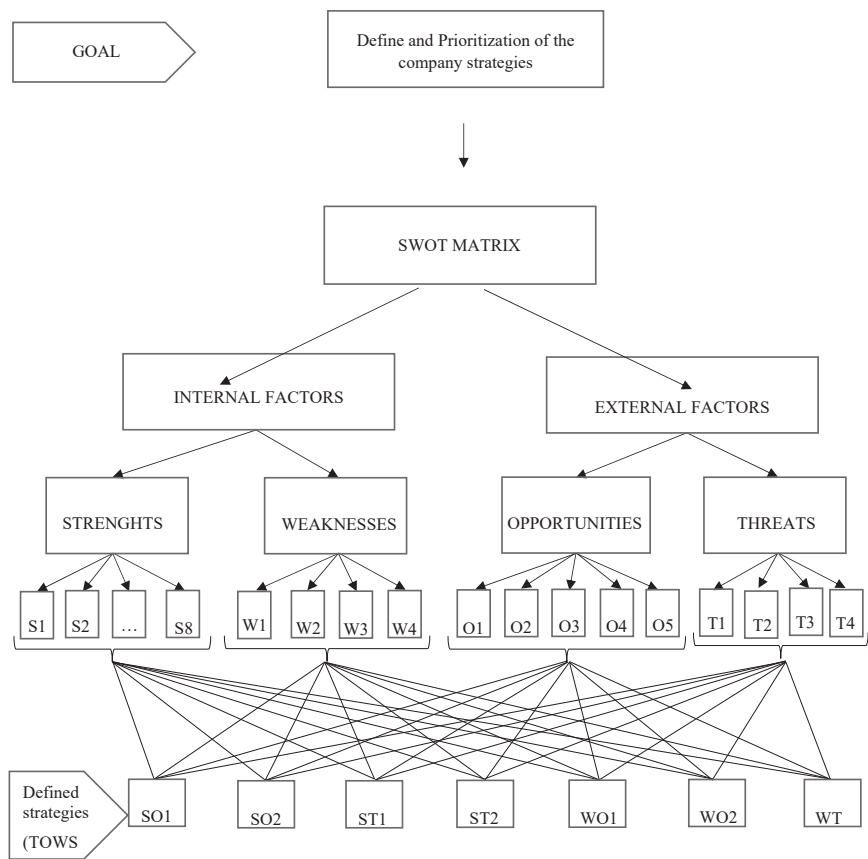 GOAL
Define and Prioritization of the
company strategies
SWOT MATRIX
INTERNAL FACTORS
EXTERNAL FACTORS
STRENGHTS
WEAKNESSES
OPPORTUNITIES
THREATS
S1
S2
…
S8
W1
W2
W3
W4
O1
O2
O3
O4
O5
T1
T2
T3
T4
Defined
strategies
(TOWS
SO1
SO2
ST1
ST2
WO1
WO2
WT